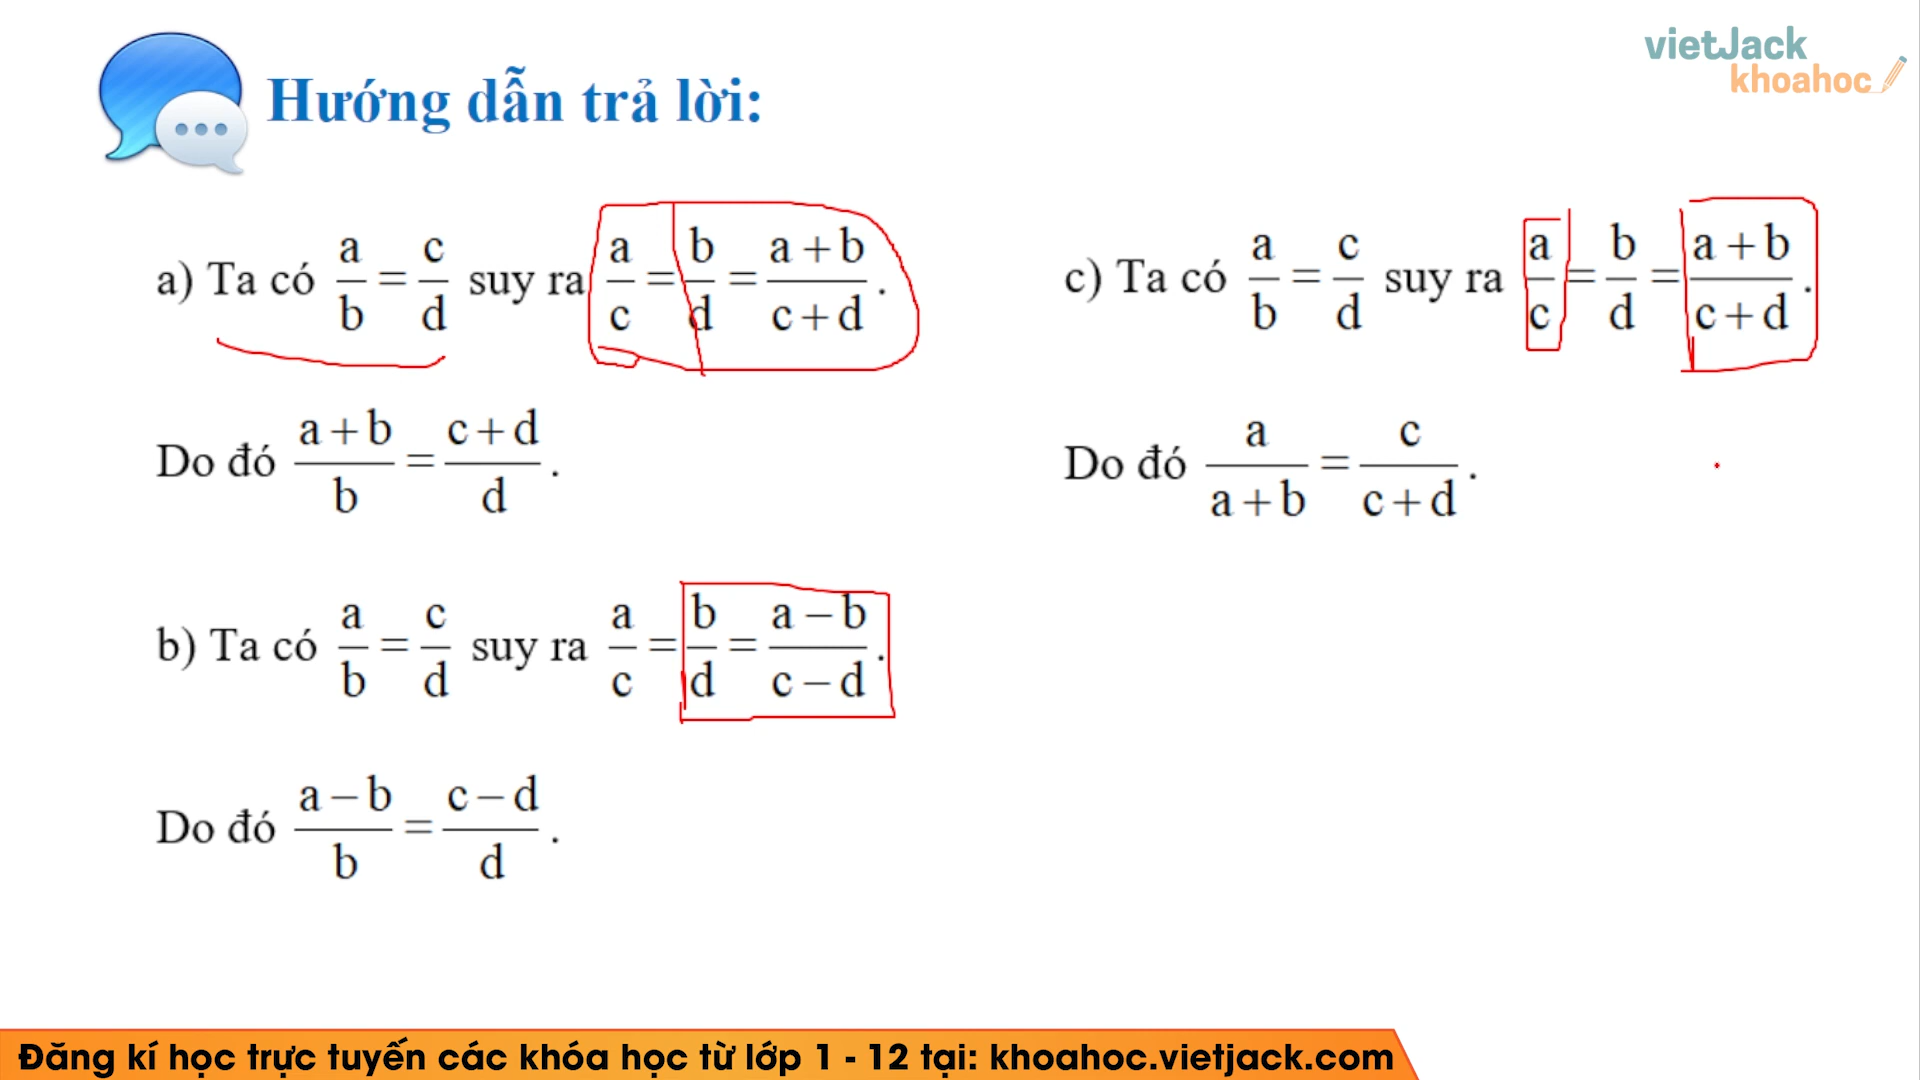 vietJack
khoahoc
Hướng dẫn trả lời:
a) Ta có a/b = c/d suy ra a/c = b/d = (a+b)/(c+d).
Do đó (a+b)/b = (c+d)/d.
b) Ta có a/b = c/d suy ra a/c = b/d = (a−b)/(c−d).
Do đó (a−b)/b = (c−d)/d.
c) Ta có a/b = c/d suy ra a/c = b/d = (a+b)/(c+d).
Do đó a/(a+b) = c/(c+d).
Đăng kí học trực tuyến các khóa học từ lớp 1 - 12 tại: khoahoc.vietjack.com